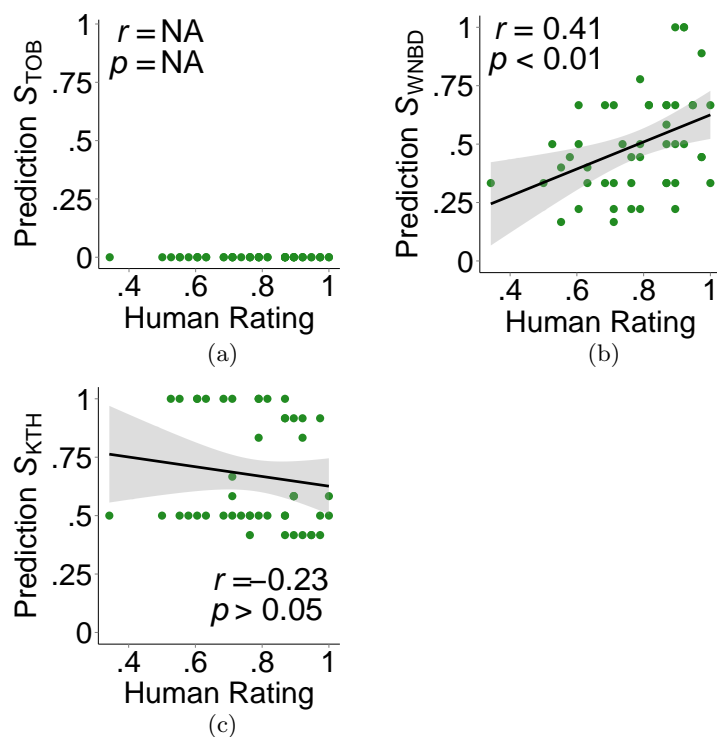 r = NA
p = NA
Prediction S_TOB
1
.75
.5
.25
0
.4 .6 .8 1
Human Rating
(a)
r = 0.41
p < 0.01
Prediction S_WNBD
1
.75
.5
.25
0
.4 .6 .8 1
Human Rating
(b)
Prediction S_KTH
1
.75
.5
.25
0
r =−0.23
p > 0.05
.4 .6 .8 1
Human Rating
(c)